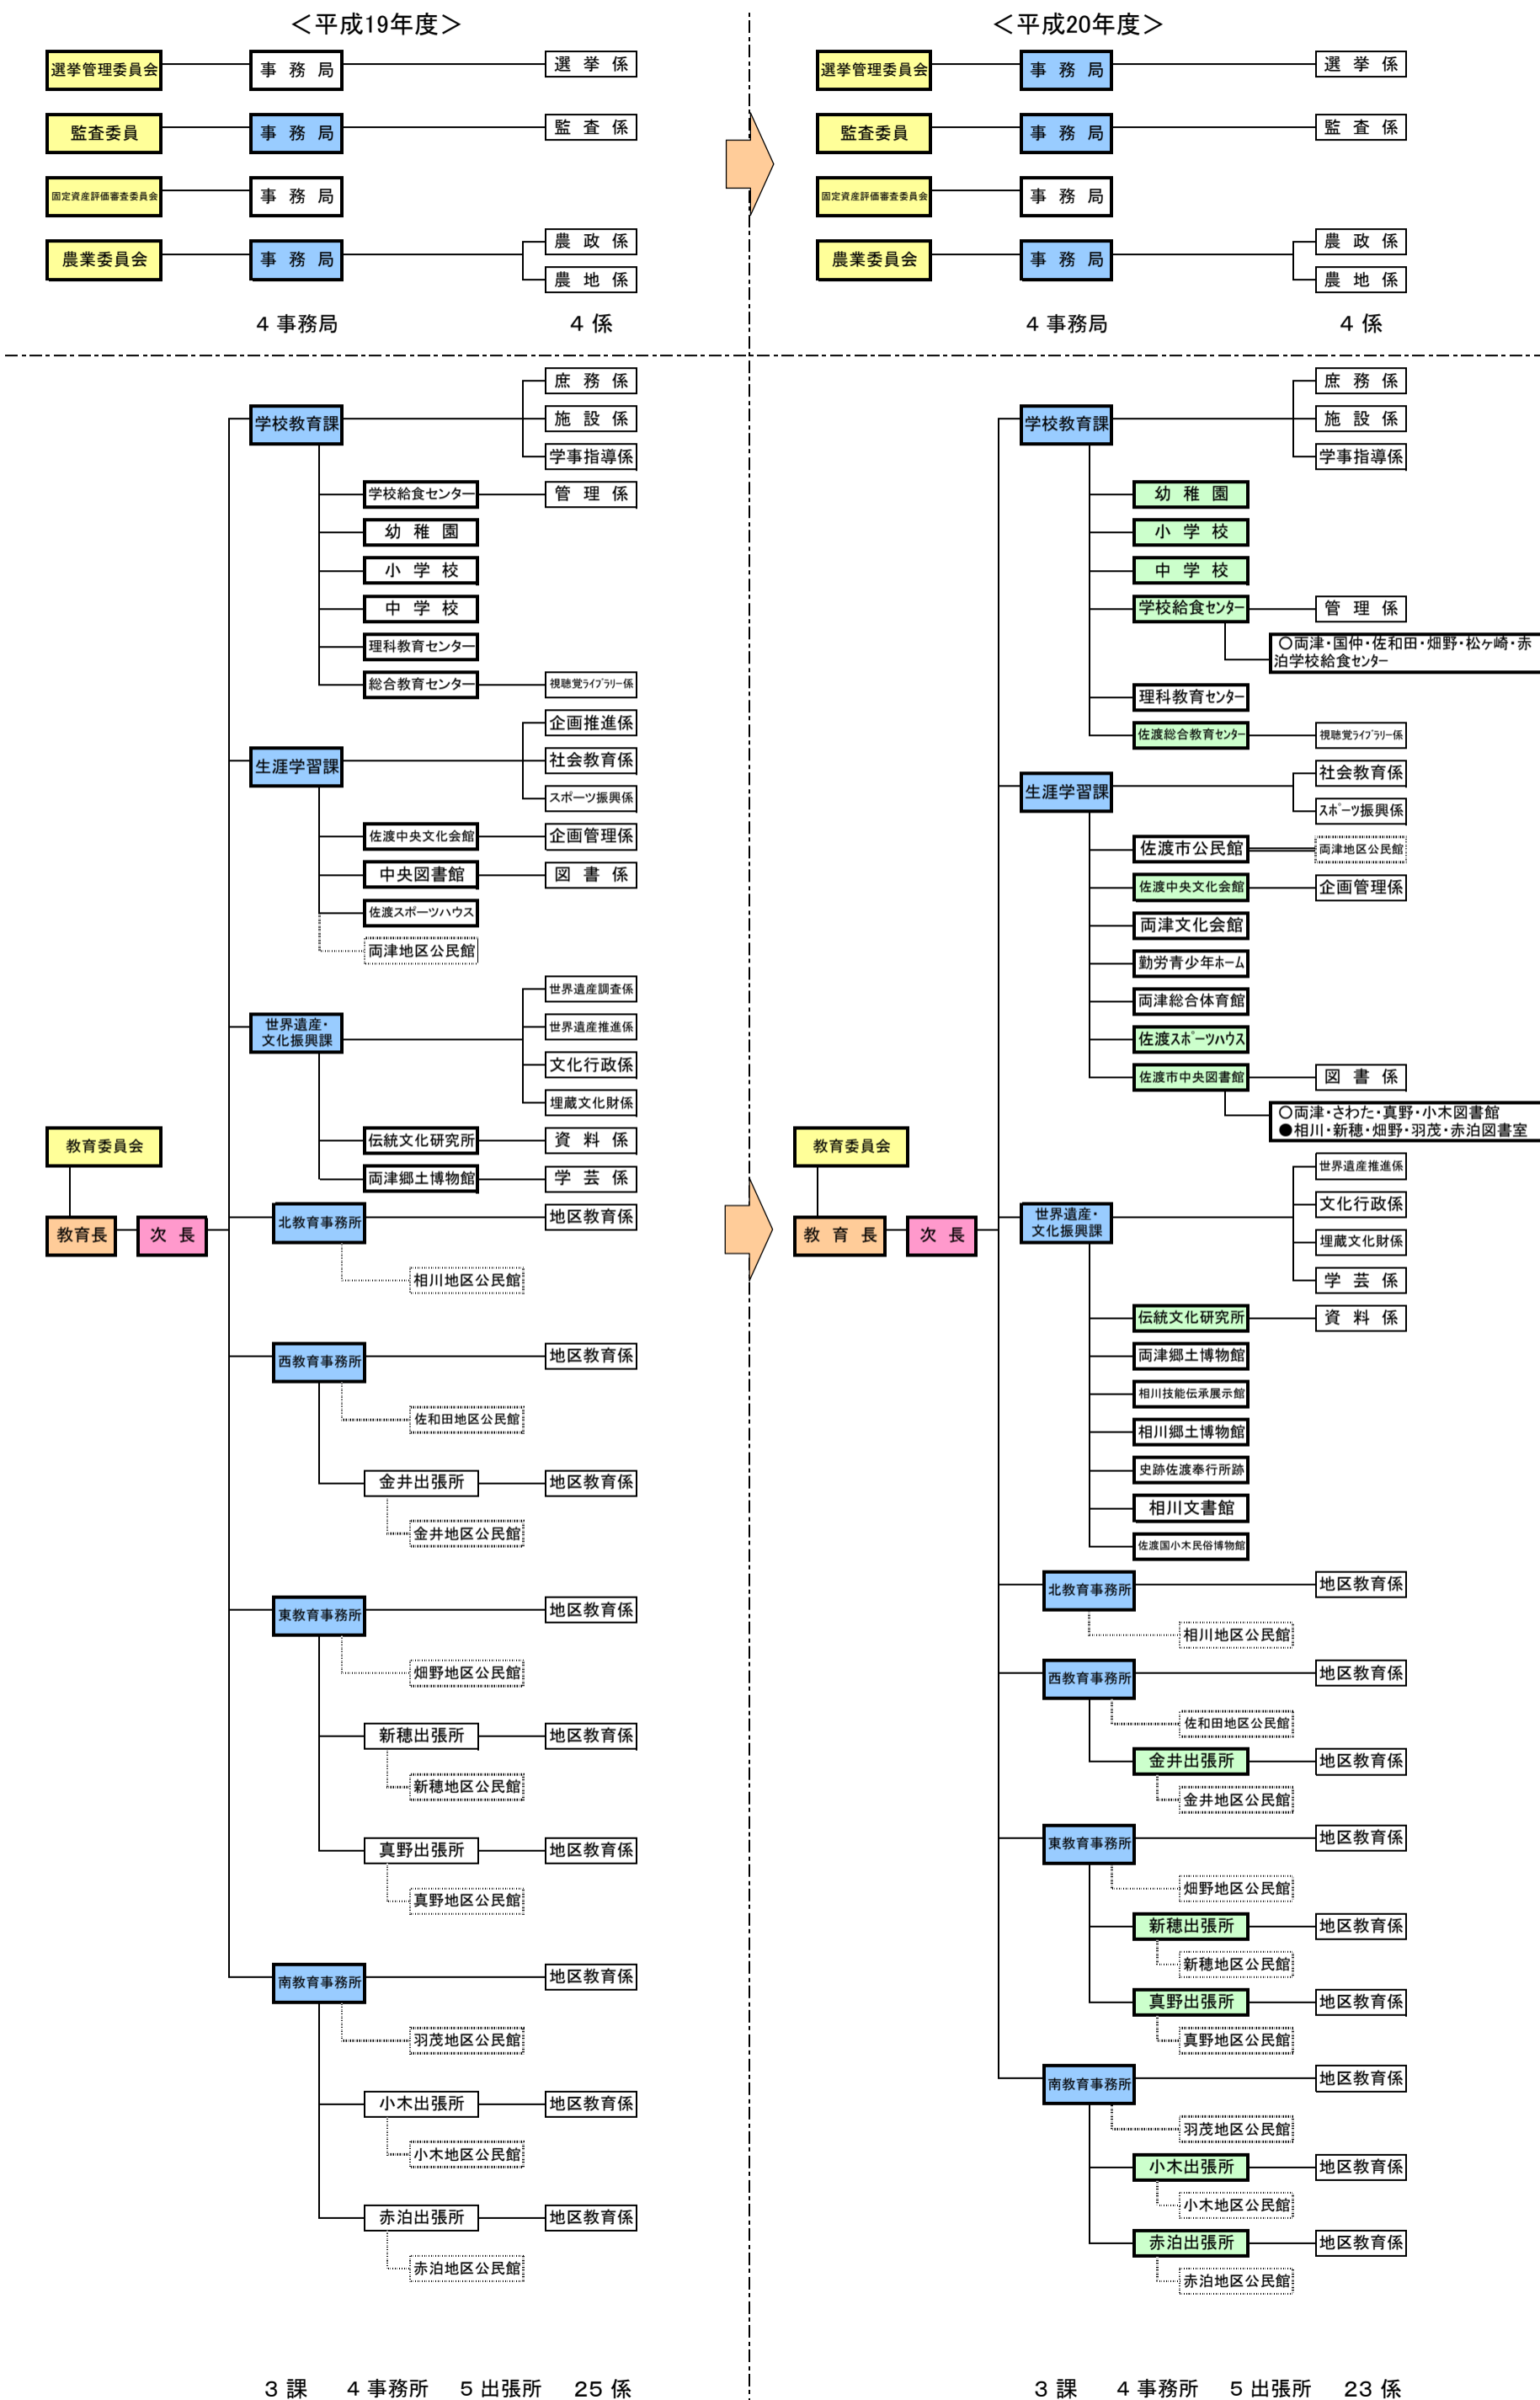 ＜平成19年度＞
選挙管理委員会
事 務 局
選 挙 係
監査委員
事 務 局
監 査 係
固定資産評価審査委員会
事 務 局
農業委員会
事 務 局
農 政 係
農 地 係
4 事務局
4 係
庶 務 係
学校教育課
施 設 係
学事指導係
学校給食センター
管 理 係
幼 稚 園
小 学 校
中 学 校
理科教育センター
総合教育センター
視聴覚ﾗｲﾌﾞﾗﾘｰ係
企画推進係
生涯学習課
社会教育係
スポーツ振興係
佐渡中央文化会館
企画管理係
中央図書館
図 書 係
佐渡スポーツハウス
両津地区公民館
世界遺産調査係
世界遺産・
文化振興課
世界遺産推進係
文化行政係
埋蔵文化財係
伝統文化研究所
資 料 係
両津郷土博物館
学 芸 係
教育委員会
教育長
次 長
北教育事務所
地区教育係
相川地区公民館
西教育事務所
地区教育係
佐和田地区公民館
金井出張所
地区教育係
金井地区公民館
東教育事務所
地区教育係
畑野地区公民館
新穂出張所
地区教育係
新穂地区公民館
真野出張所
地区教育係
真野地区公民館
南教育事務所
地区教育係
羽茂地区公民館
小木出張所
地区教育係
小木地区公民館
赤泊出張所
地区教育係
赤泊地区公民館
3 課 4 事務所 5 出張所 25 係
＜平成20年度＞
選挙管理委員会
事 務 局
選 挙 係
監査委員
事 務 局
監 査 係
固定資産評価審査委員会
事 務 局
農業委員会
事 務 局
農 政 係
農 地 係
4 事務局
4 係
庶 務 係
学校教育課
施 設 係
学事指導係
幼 稚 園
小 学 校
中 学 校
学校給食ｾﾝﾀｰ
管 理 係
○両津・国仲・佐和田・畑野・松ヶ崎・赤
泊学校給食ｾﾝﾀｰ
理科教育ｾﾝﾀｰ
佐渡総合教育ｾﾝﾀｰ
視聴覚ﾗｲﾌﾞﾗﾘｰ係
社会教育係
生涯学習課
ｽﾎﾟｰﾂ振興係
佐渡市公民館
両津地区公民館
佐渡中央文化会館
企画管理係
両津文化会館
勤労青少年ﾎｰﾑ
両津総合体育館
佐渡ｽﾎﾟｰﾂﾊｳｽ
佐渡市中央図書館
図 書 係
○両津・さわた・真野・小木図書館
●相川・新穂・畑野・羽茂・赤泊図書室
教育委員会
教 育 長
次 長
世界遺産推進係
世界遺産・
文化振興課
文化行政係
埋蔵文化財係
学 芸 係
伝統文化研究所
資 料 係
両津郷土博物館
相川技能伝承展示館
相川郷土博物館
史跡佐渡奉行所跡
相川文書館
佐渡国小木民俗博物館
北教育事務所
地区教育係
相川地区公民館
西教育事務所
地区教育係
佐和田地区公民館
金井出張所
地区教育係
金井地区公民館
東教育事務所
地区教育係
畑野地区公民館
新穂出張所
地区教育係
新穂地区公民館
真野出張所
地区教育係
真野地区公民館
南教育事務所
地区教育係
羽茂地区公民館
小木出張所
地区教育係
小木地区公民館
赤泊出張所
地区教育係
赤泊地区公民館
3 課 4 事務所 5 出張所 23 係